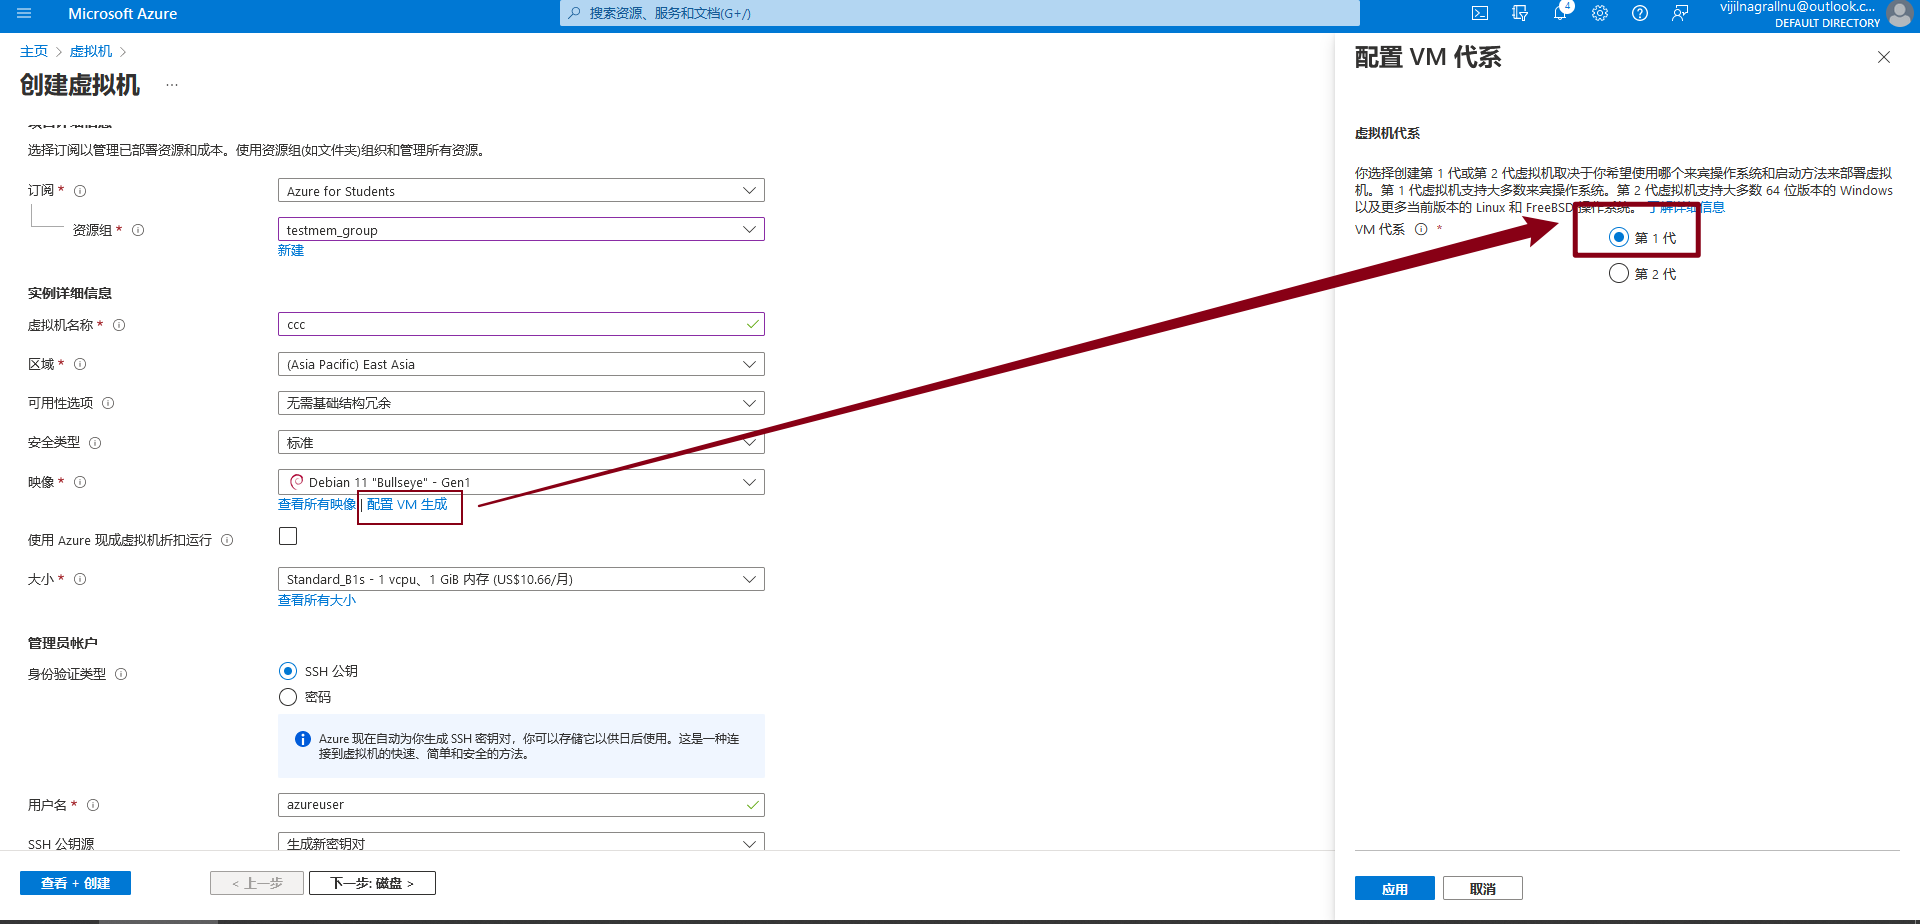 Microsoft Azure
搜索资源、服务和文档(G+/)
4
vijilnagrallnu@outlook.c...
DEFAULT DIRECTORY
主页 > 虚拟机 >
创建虚拟机 ...
项目详细信息
选择订阅以管理已部署资源和成本。使用资源组(如文件夹)组织和管理所有资源。
订阅 *
Azure for Students
资源组 *
testmem_group
新建
实例详细信息
虚拟机名称 *
ccc
区域 *
(Asia Pacific) East Asia
可用性选项
无需基础结构冗余
安全类型
标准
映像 *
Debian 11 "Bullseye" - Gen1
查看所有映像 | 配置 VM 生成
使用 Azure 现成虚拟机折扣运行
大小 *
Standard_B1s - 1 vcpu、1 GiB 内存 (US$10.66/月)
查看所有大小
管理员帐户
身份验证类型
SSH 公钥
密码
Azure 现在自动为你生成 SSH 密钥对，你可以存储它以供日后使用。这是一种连
接到虚拟机的快速、简单和安全的方法。
用户名 *
azureuser
SSH 公钥源
生成新密钥对
查看 + 创建
< 上一步
下一步: 磁盘 >
配置 VM 代系
虚拟机代系
你选择创建第 1 代或第 2 代虚拟机取决于你希望使用哪个来宾操作系统和启动方法来部署虚拟
机。第 1 代虚拟机支持大多数来宾操作系统。第 2 代虚拟机支持大多数 64 位版本的 Windows
以及更多当前版本的 Linux 和 FreeBSD 操作系统。 了解详细信息
VM 代系 *
第 1 代
第 2 代
应用
取消